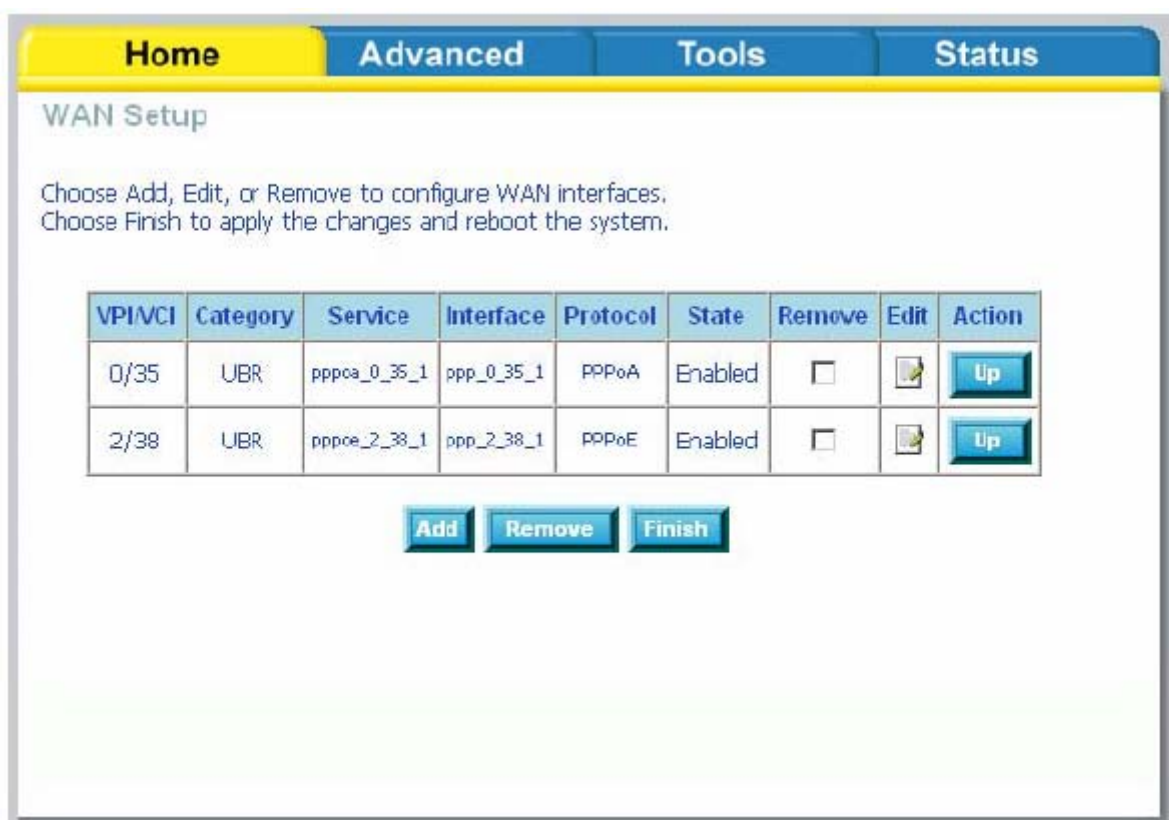 Home Advanced Tools Status
WAN Setup
Choose Add, Edit, or Remove to configure WAN interfaces.
Choose Finish to apply the changes and reboot the system.
VPI/VCI Category Service Interface Protocol State Remove Edit Action
0/35 UBR pppoa_0_35_1 ppp_0_35_1 PPPoA Enabled Up
2/38 UBR pppoe_2_38_1 ppp_2_38_1 PPPoE Enabled Up
Add Remove Finish